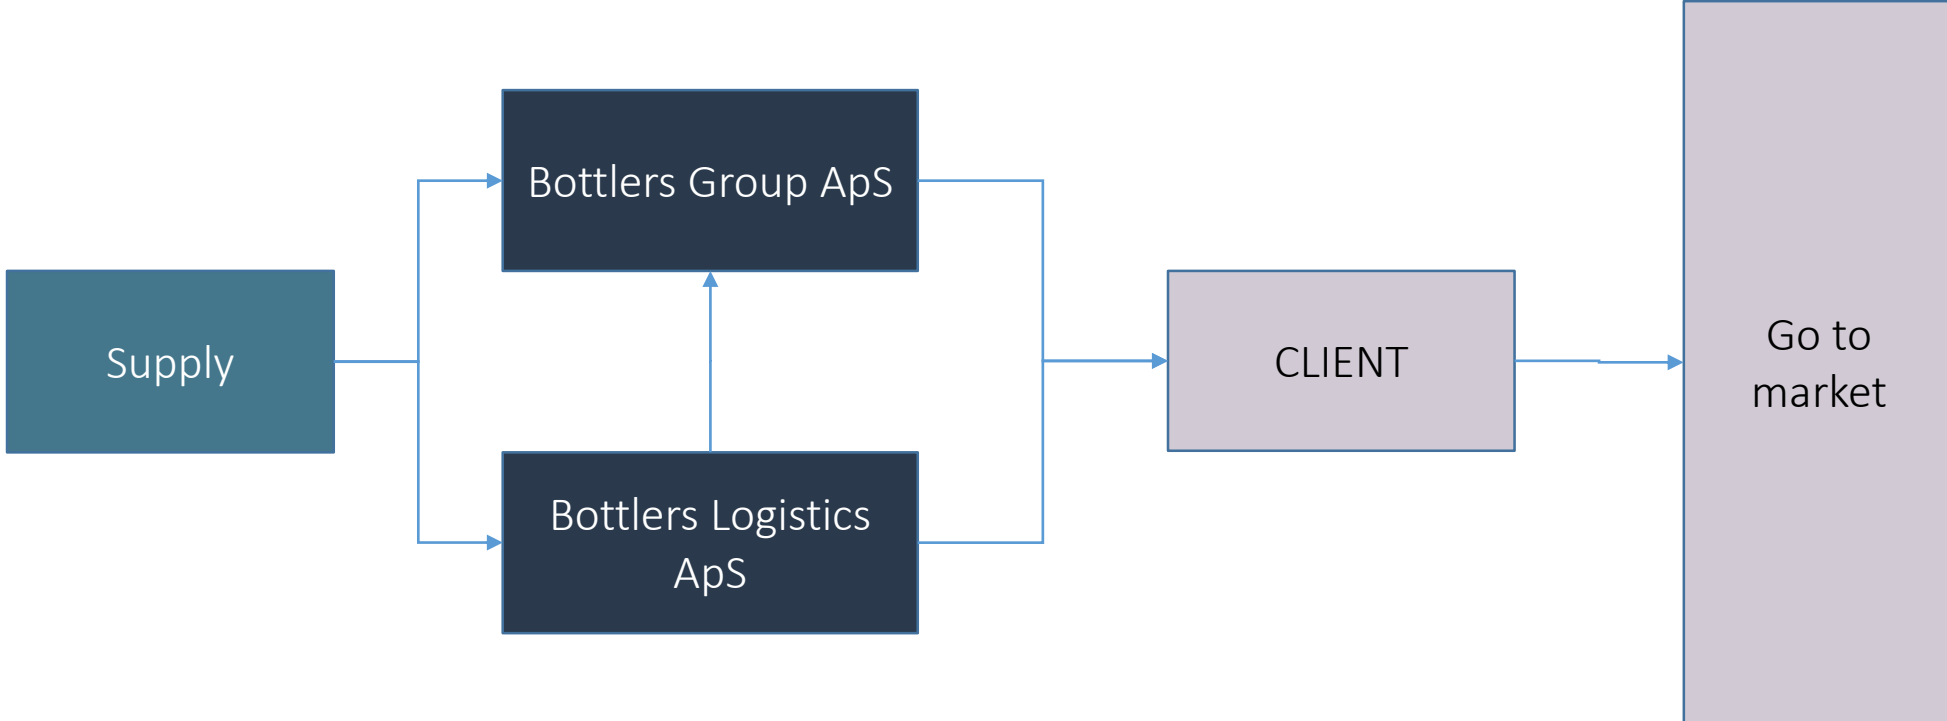 Bottlers Group ApS
Supply
CLIENT
Go to
market
Bottlers Logistics
ApS